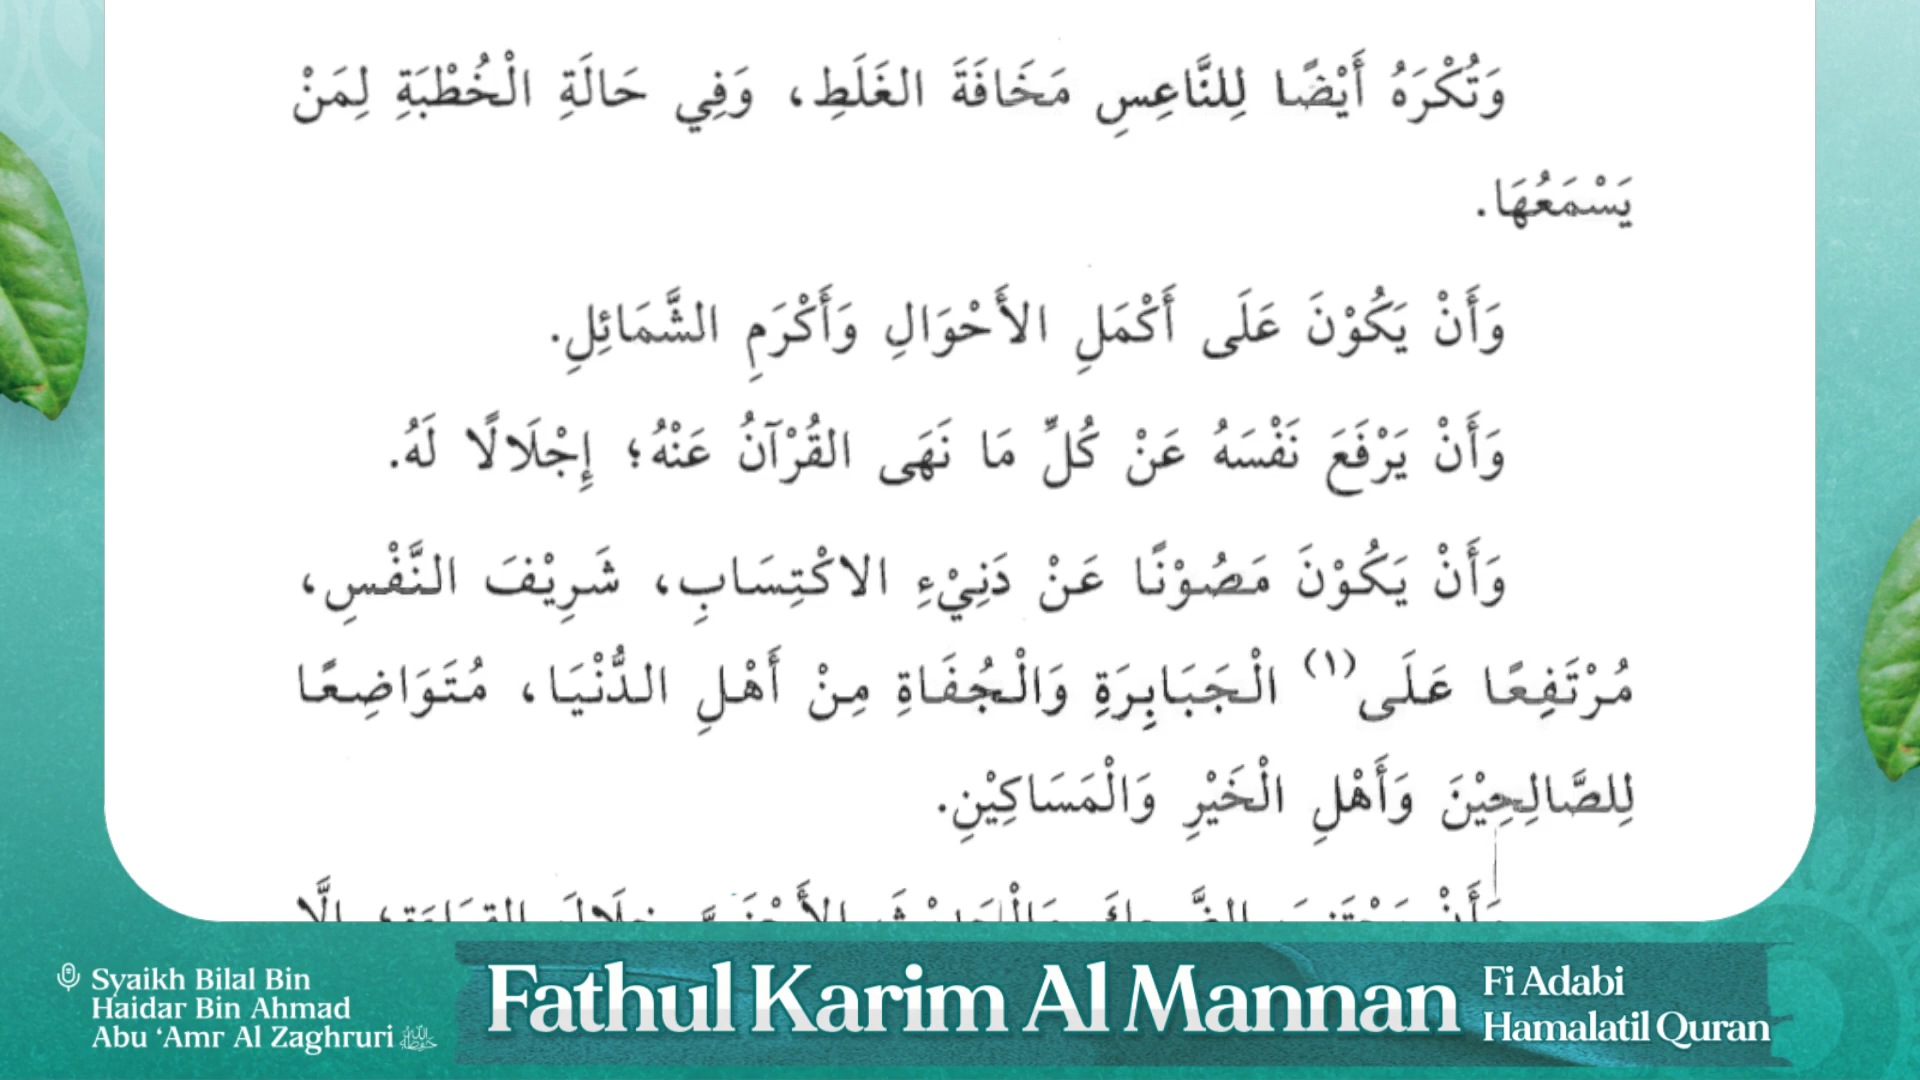 وَتُكْرَهُ أَيْضًا لِلنَّاعِسِ مَخَافَةَ الغَلَطِ، وَفِي حَالَةِ الْخُطْبَةِ لِمَنْ
يَسْمَعُهَا.
وَأَنْ يَكُوْنَ عَلَى أَكْمَلِ الأَحْوَالِ وَأَكْرَمِ الشَّمَائِلِ.
وَأَنْ يَرْفَعَ نَفْسَهُ عَنْ كُلِّ مَا نَهَى القُرْآنُ عَنْهُ؛ إِجْلَالًا لَهُ.
وَأَنْ يَكُوْنَ مَصُوْنًا عَنْ دَنِيْءِ الاكْتِسَابِ، شَرِيْفَ النَّفْسِ،
مُرْتَفِعًا عَلَى(١) الْجَبَابِرَةِ وَالْجُفَاةِ مِنْ أَهْلِ الدُّنْيَا، مُتَوَاضِعًا
لِلصَّالِحِيْنَ وَأَهْلِ الْخَيْرِ وَالْمَسَاكِيْنِ.
Syaikh Bilal Bin
Haidar Bin Ahmad
Abu ‘Amr Al Zaghruri
Fathul Karim Al Mannan
Fi Adabi
Hamalatil Quran